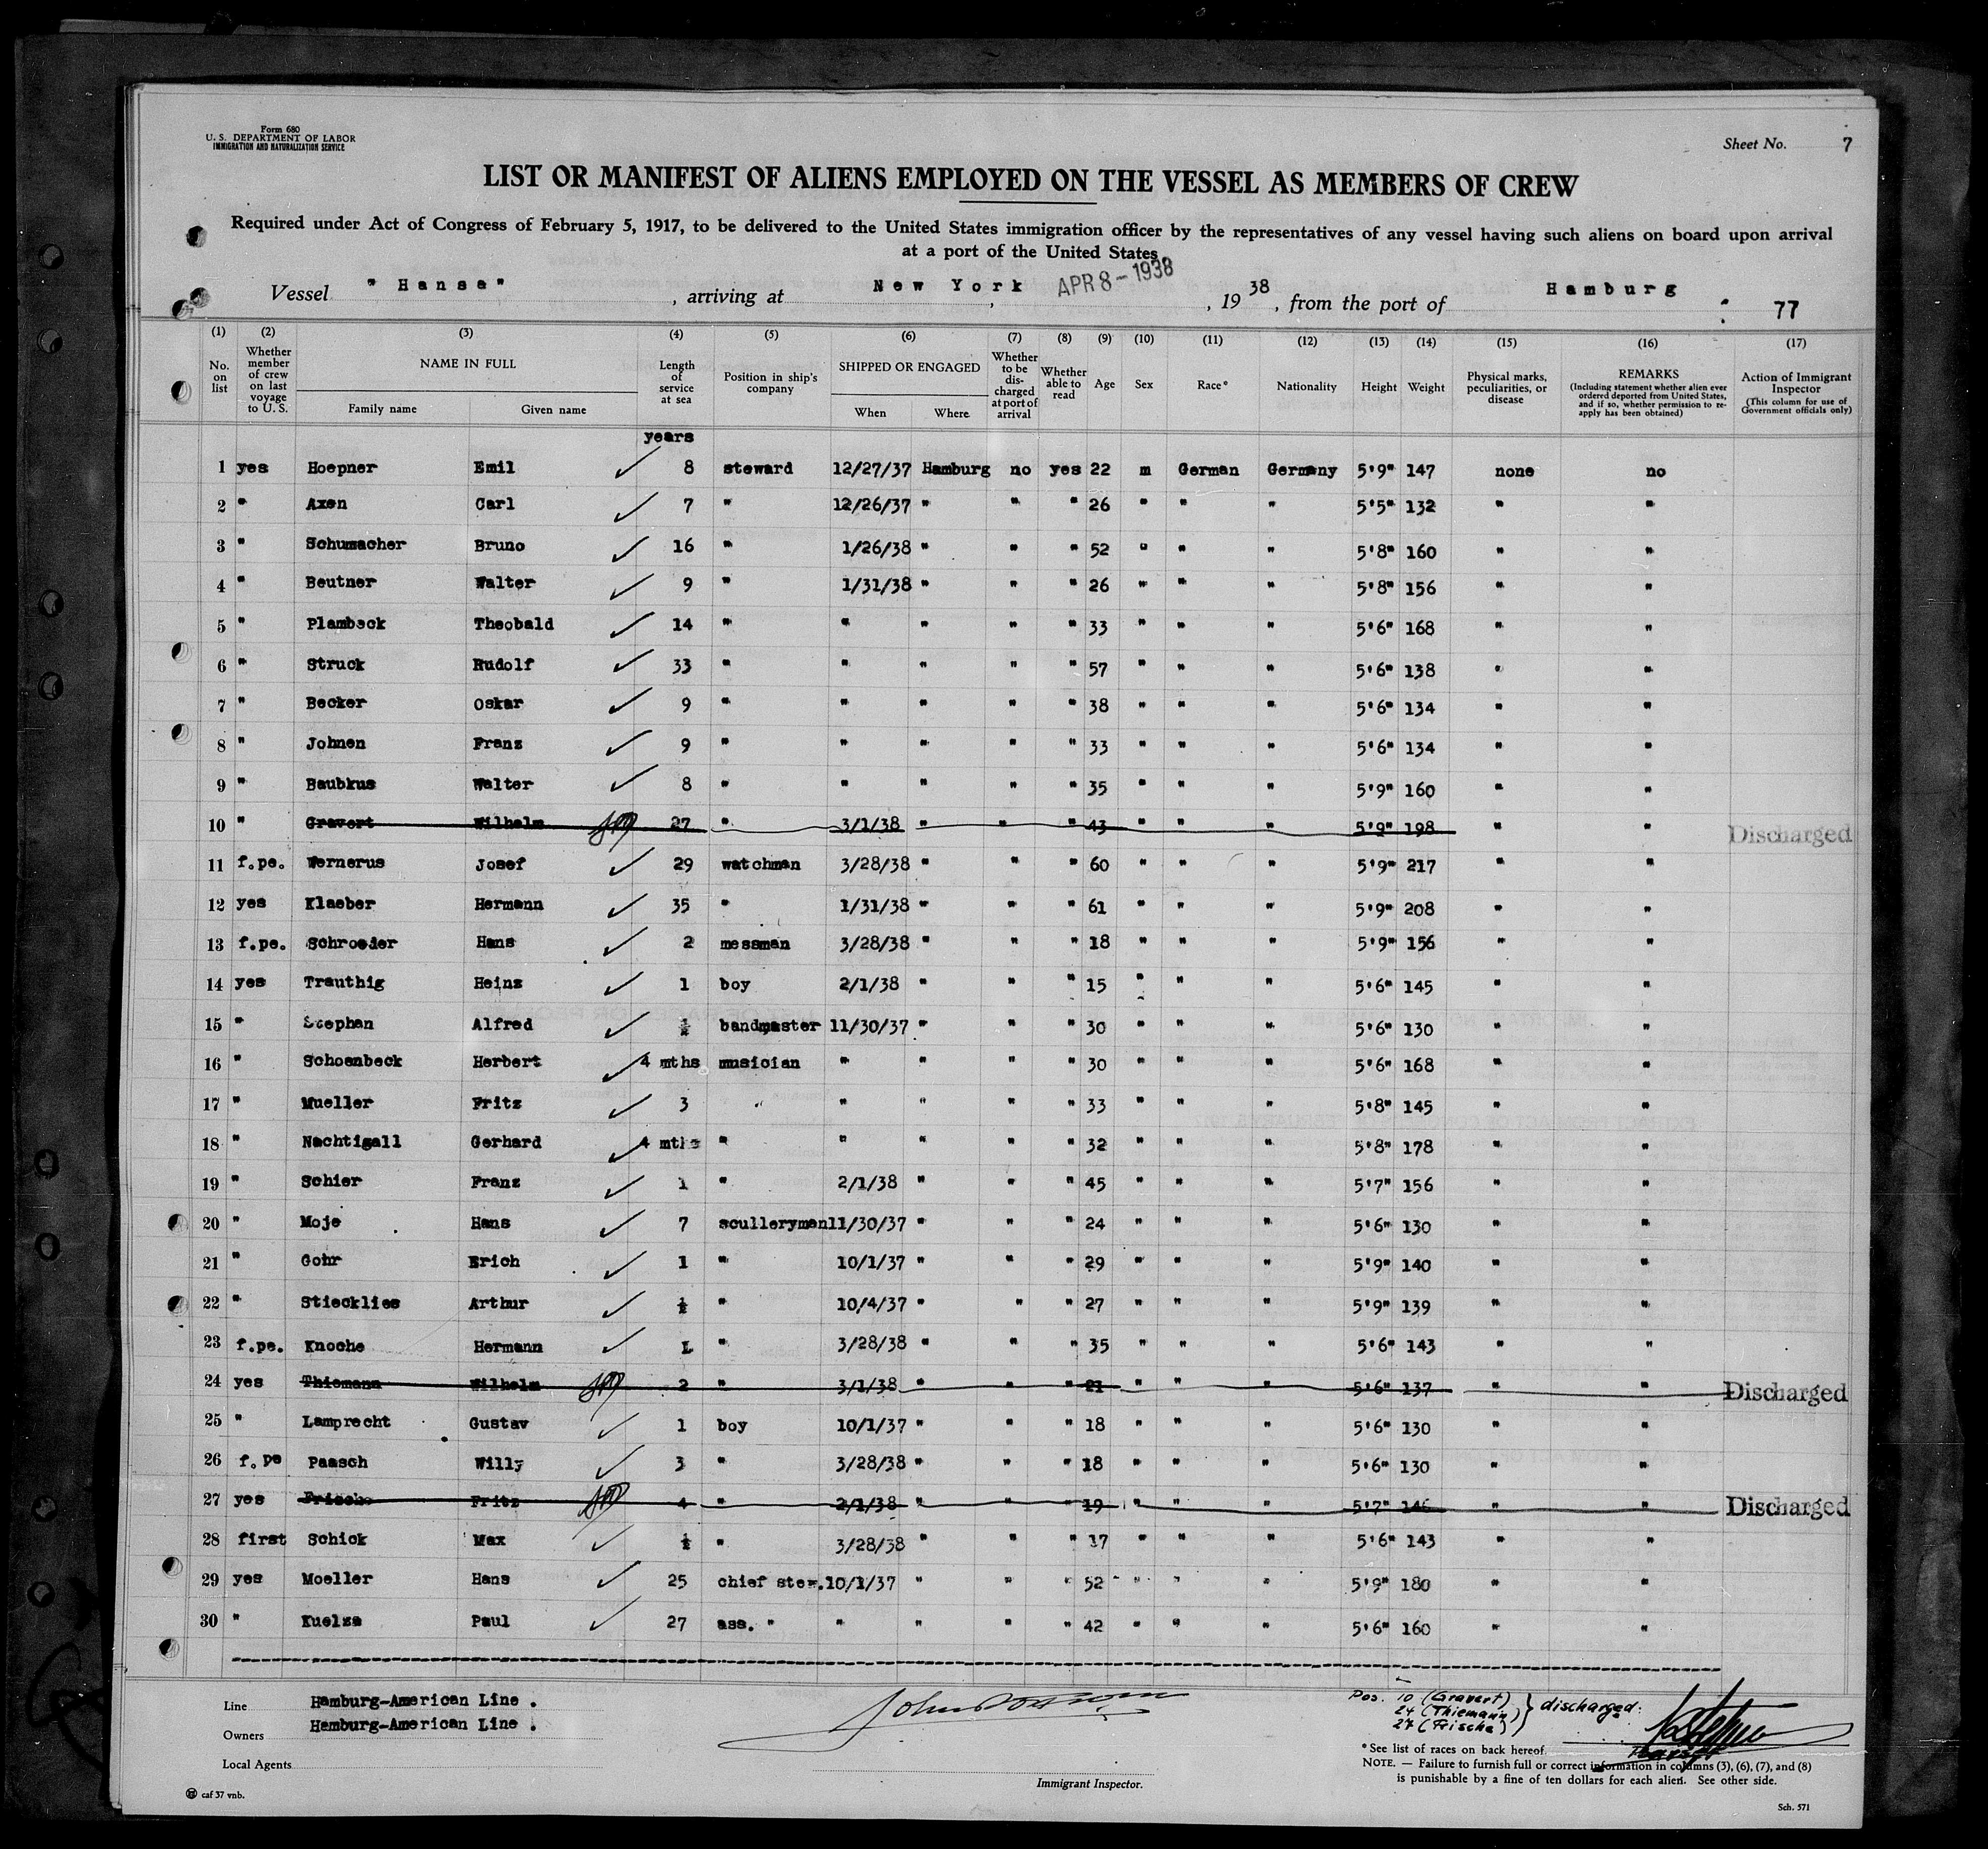 Form 680
U. S. DEPARTMENT OF LABOR
IMMIGRATION AND NATURALIZATION SERVICE
Sheet No. 7
LIST OR MANIFEST OF ALIENS EMPLOYED ON THE VESSEL AS MEMBERS OF CREW
Required under Act of Congress of February 5, 1917, to be delivered to the United States immigration officer by the representatives of any vessel having such aliens on board upon arrival
at a port of the United States
Vessel "Hansa", arriving at New York, APR 8-1938, 1938, from the port of Hamburg : 77
(1) (2) (3) (4) (5) (6) (7) (8) (9) (10) (11) (12) (13) (14) (15) (16) (17)
No. on list Whether member of crew on last voyage to U. S. NAME IN FULL Family name Given name Length of service at sea Position in ship's company SHIPPED OR ENGAGED When Where Whether to be discharged at port of arrival Whether able to read Age Sex Race* Nationality Height Weight Physical marks, peculiarities, or disease REMARKS (Including statement whether alien ever ordered deported from United States, and if so, whether permission to re-apply has been obtained) Action of Immigrant Inspector (This column for use of Government officials only)
years
1 yes Hoepner Emil ✓ 8 steward 12/27/37 Hamburg no yes 22 m German Germany 5'9" 147 none no
2 " Axen Carl ✓ 7 " 12/26/37 " " " 26 " " " 5'5" 132 " "
3 " Schumacher Bruno ✓ 16 " 1/26/38 " " " 52 " " " 5'8" 160 " "
4 " Beutner Walter ✓ 9 " 1/31/38 " " " 26 " " " 5'8" 156 " "
5 " Plambeck Theobald ✓ 14 " " " " " 33 " " " 5'6" 168 " "
6 " Struck Rudolf ✓ 33 " " " " " 57 " " " 5'6" 138 " "
7 " Becker Oskar ✓ 9 " " " " " 38 " " " 5'6" 134 " "
8 " Johnen Franz ✓ 9 " " " " " 33 " " " 5'6" 134 " "
9 " Baubkus Walter ✓ 8 " " " " " 35 " " " 5'9" 160 " "
10 " Gravert Wilhelm 27 " 3/1/38 " " " 43 " " " 5'9" 198 " " Discharged
11 f.pe. Wernerus Josef ✓ 29 watchman 3/28/38 " " " 60 " " " 5'9" 217 " "
12 yes Klaeber Hermann ✓ 35 " 1/31/38 " " " 61 " " " 5'9" 208 " "
13 f.pe. Schroeder Hans ✓ 2 messman 3/28/38 " " " 18 " " " 5'9" 156 " "
14 yes Trauthig Heinz ✓ 1 boy 2/1/38 " " " 15 " " " 5'6" 145 " "
15 " Stephan Alfred ✓ ½ bandmaster 11/30/37 " " " 30 " " " 5'6" 130 " "
16 " Schoenbeck Herbert ✓ 4 mths musician " " " " 30 " " " 5'6" 168 " "
17 " Mueller Fritz ✓ 3 " " " " " 33 " " " 5'8" 145 " "
18 " Nachtigall Gerhard ✓ 4 mths " " " " " 32 " " " 5'8" 178 " "
19 " Schier Franz ✓ 1 " 2/1/38 " " " 45 " " " 5'7" 156 " "
20 " Moje Hans ✓ 7 sculleryman 11/30/37 " " " 24 " " " 5'6" 130 " "
21 " Gohr Erich ✓ 1 " 10/1/37 " " " 29 " " " 5'9" 140 " "
22 " Stiecklies Arthur ✓ ½ " 10/4/37 " " " 27 " " " 5'9" 139 " "
23 f.pe. Knoche Hermann ✓ 1 " 3/28/38 " " " 35 " " " 5'6" 143 " "
24 yes Thiemann Wilhelm 2 " 3/1/38 " " " 21 " " " 5'6" 137 " " Discharged
25 " Lamprecht Gustav ✓ 1 boy 10/1/37 " " " 18 " " " 5'6" 130 " "
26 f.pe Paasch Willy ✓ 3 " 3/28/38 " " " 18 " " " 5'6" 130 " "
27 yes Frische Fritz 4 " 2/1/38 " " " 19 " " " 5'7" 146 " " Discharged
28 first Schick Max ✓ ½ " 3/28/38 " " " 17 " " " 5'6" 143 " "
29 yes Moeller Hans ✓ 25 chief stew. 10/1/37 " " " 52 " " " 5'9" 180 " "
30 " Kuelza Paul ✓ 27 ass. " " " " " 42 " " " 5'6" 160 " "
Line Hamburg-American Line .
Owners Hamburg-American Line .
Local Agents
Immigrant Inspector.
Pos. 10 (Gravert)
24 (Thiemann) } discharged.
27 (Frische)
*See list of races on back hereof.
NOTE. — Failure to furnish full or correct information in columns (3), (6), (7), and (8)
is punishable by a fine of ten dollars for each alien. See other side.
caf 37 vnb.
Sch. 571